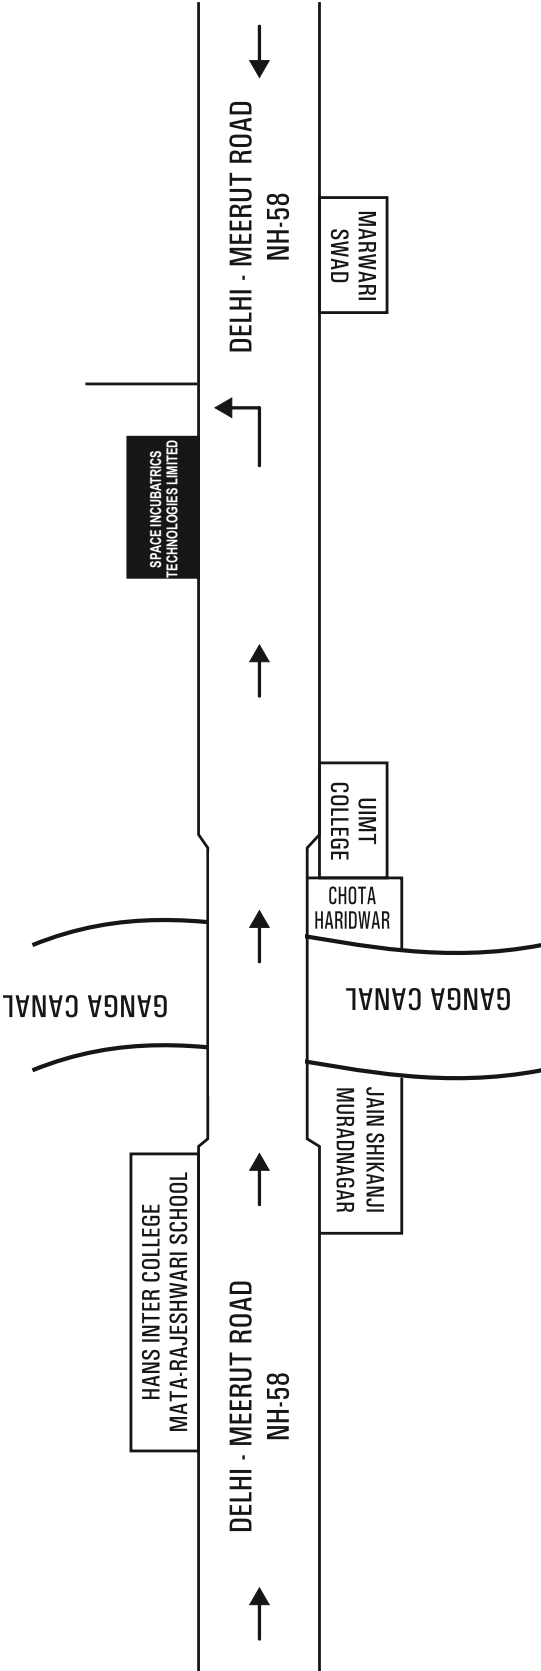 DELHI - MEERUT ROAD
NH-58
MARWARI
SWAD
SPACE INCUBATRICS
TECHNOLOGIES LIMITED
UIMT
COLLEGE
CHOTA
HARIDWAR
GANGA CANAL
GANGA CANAL
JAIN SHIKANJI
MURADNAGAR
HANS INTER COLLEGE
MATA-RAJESHWARI SCHOOL
DELHI - MEERUT ROAD
NH-58